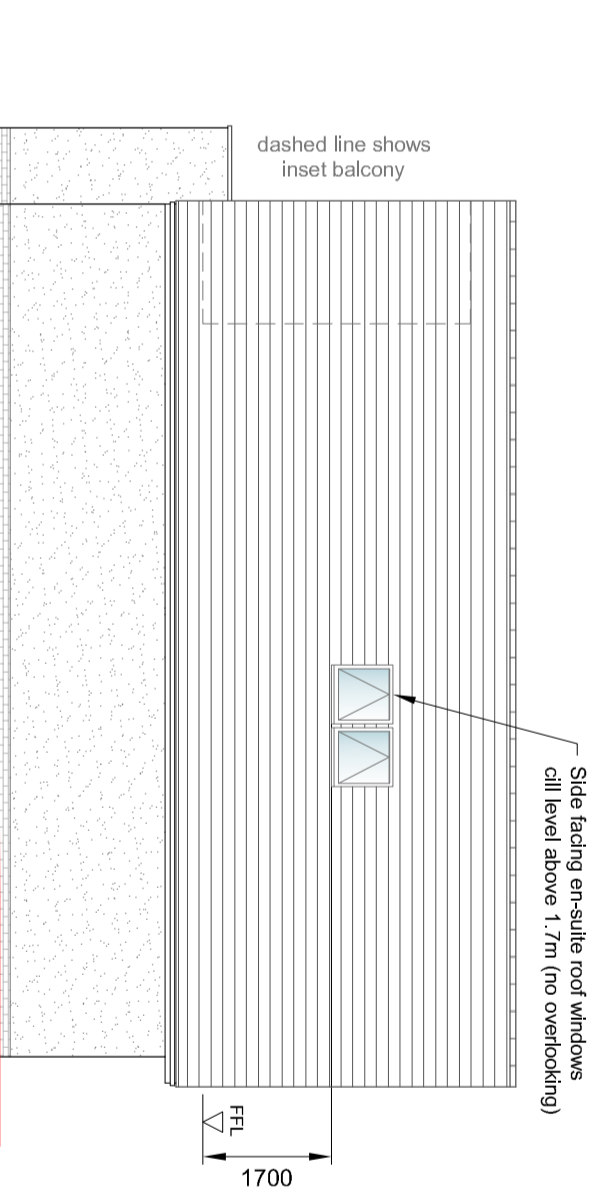 dashed line shows
inset balcony
Side facing en-suite roof windows
cill level above 1.7m (no overlooking)
FFL
1700